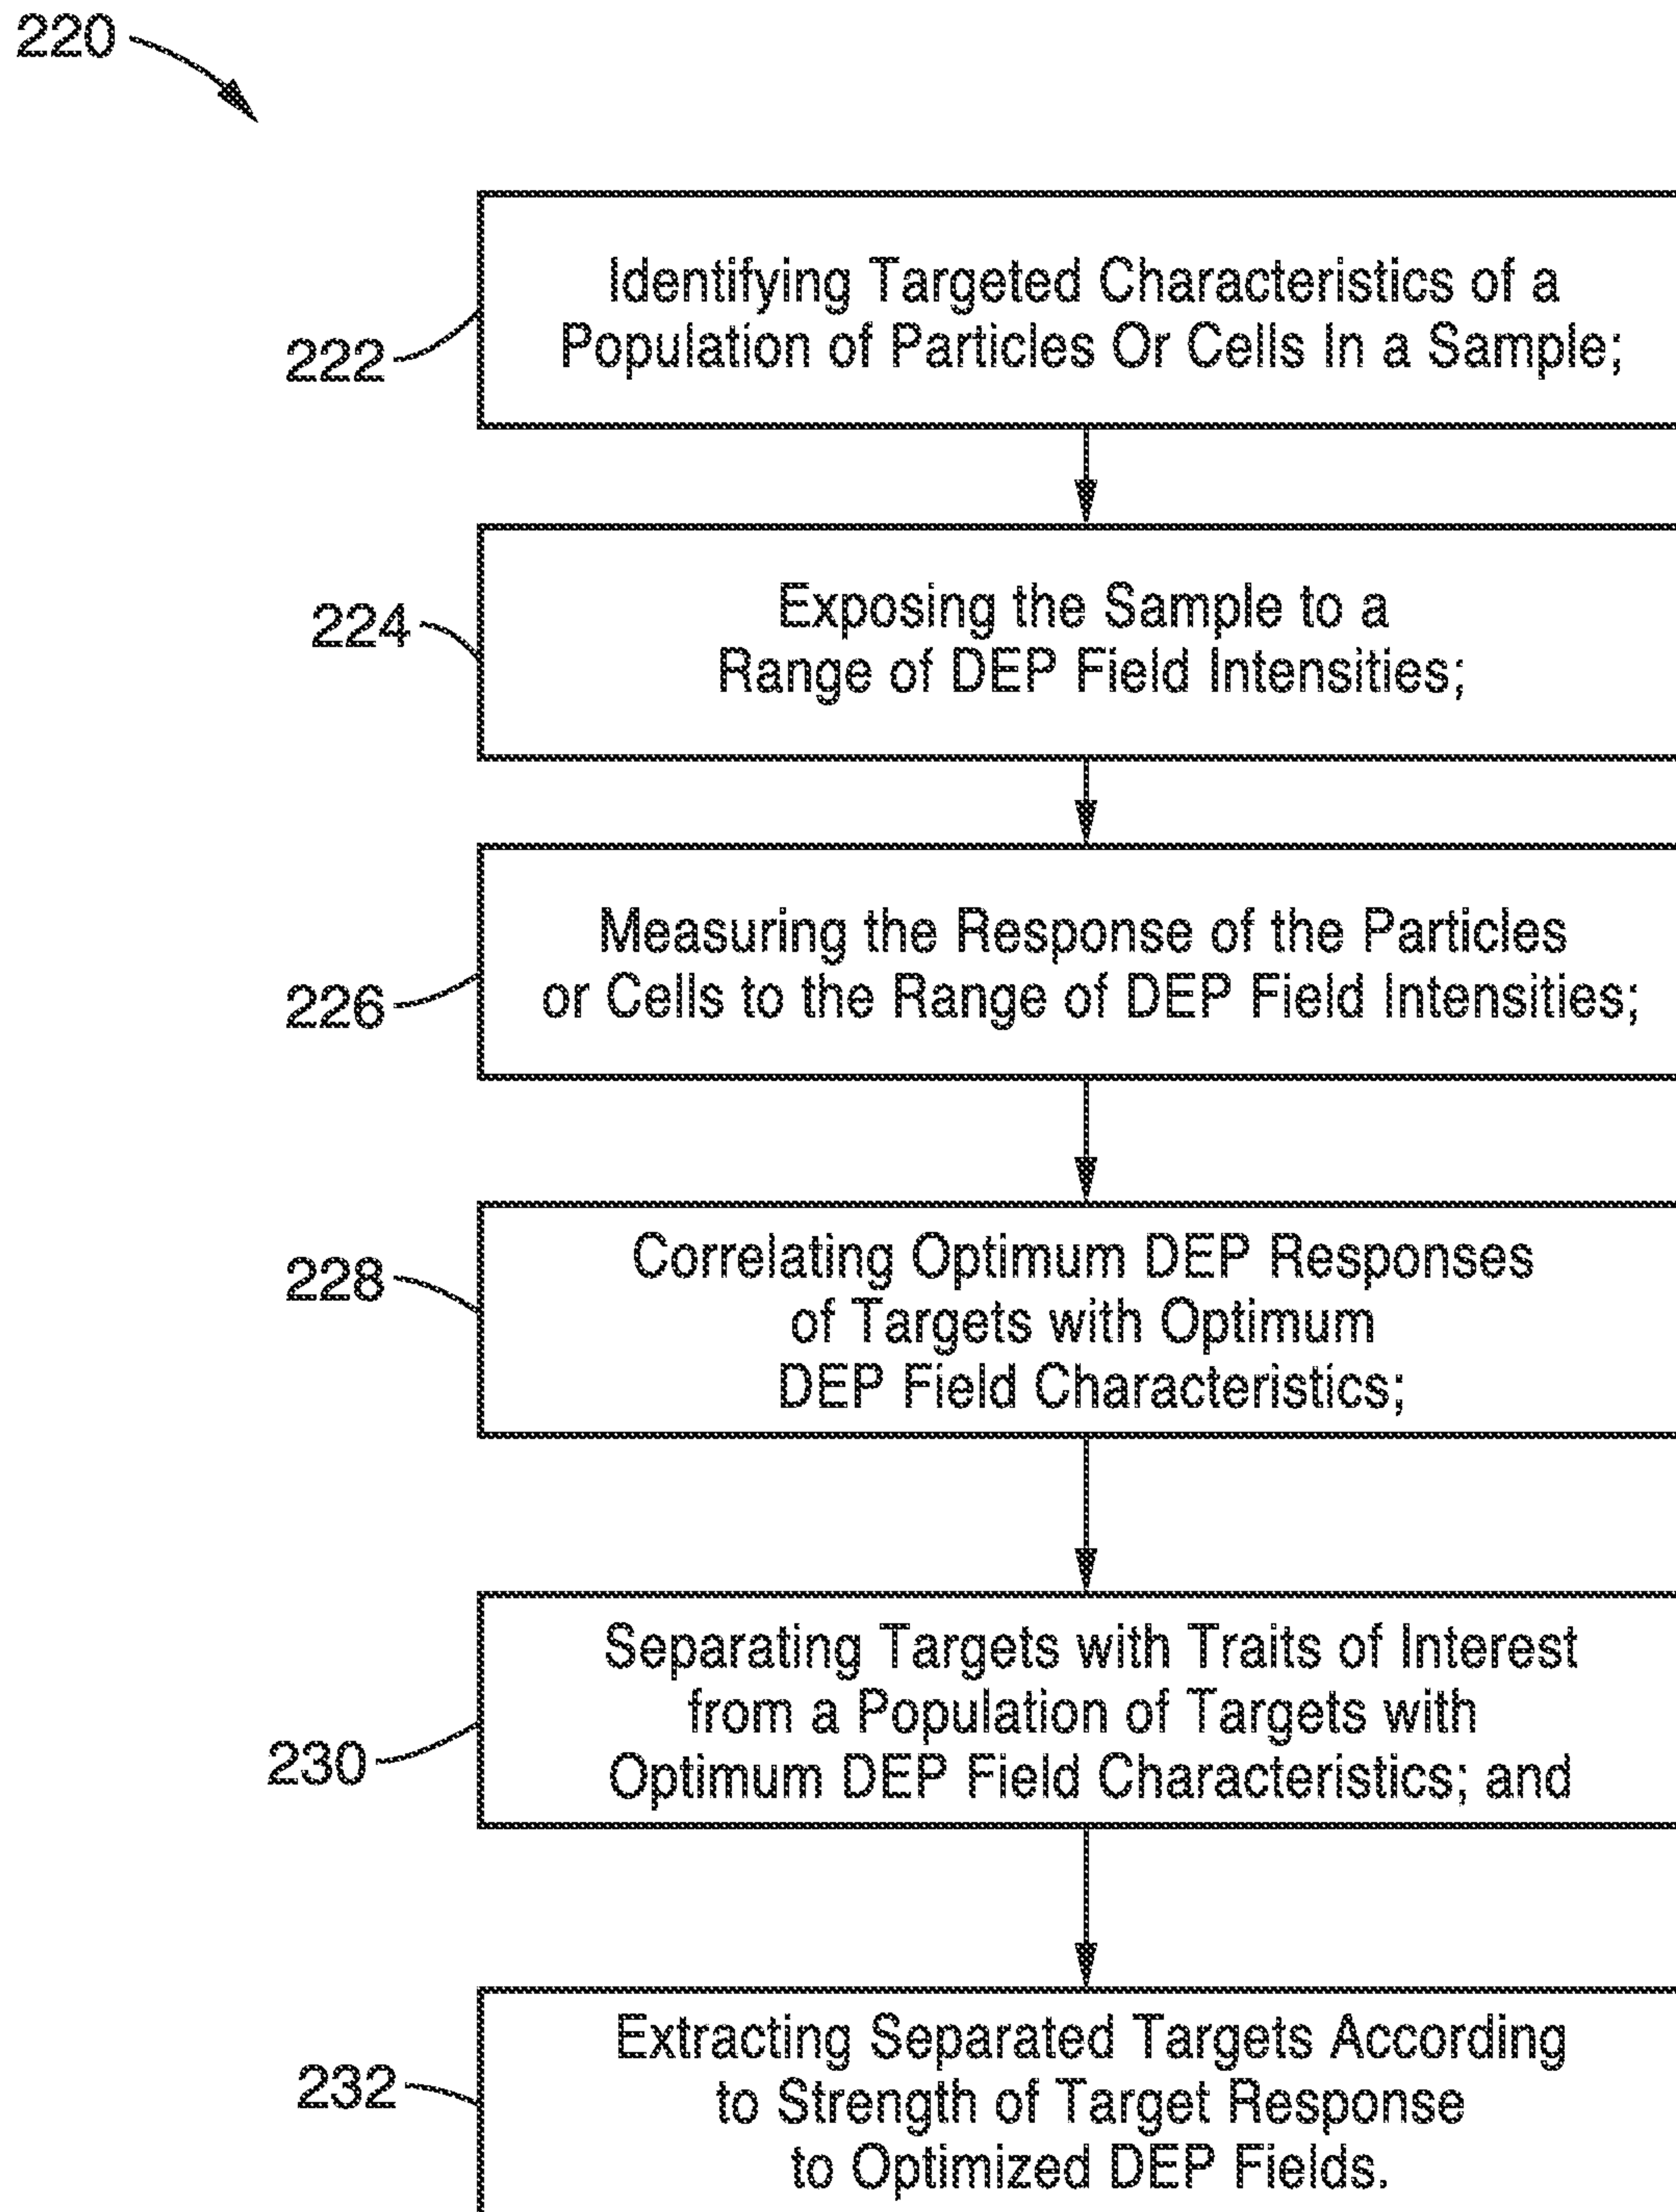 220
222
Identifying Targeted Characteristics of a
Population of Particles Or Cells In a Sample;
224
Exposing the Sample to a
Range of DEP Field Intensities;
226
Measuring the Response of the Particles
or Cells to the Range of DEP Field Intensities;
228
Correlating Optimum DEP Responses
of Targets with Optimum
DEP Field Characteristics;
230
Separating Targets with Traits of Interest
from a Population of Targets with
Optimum DEP Field Characteristics; and
232
Extracting Separated Targets According
to Strength of Target Response
to Optimized DEP Fields.